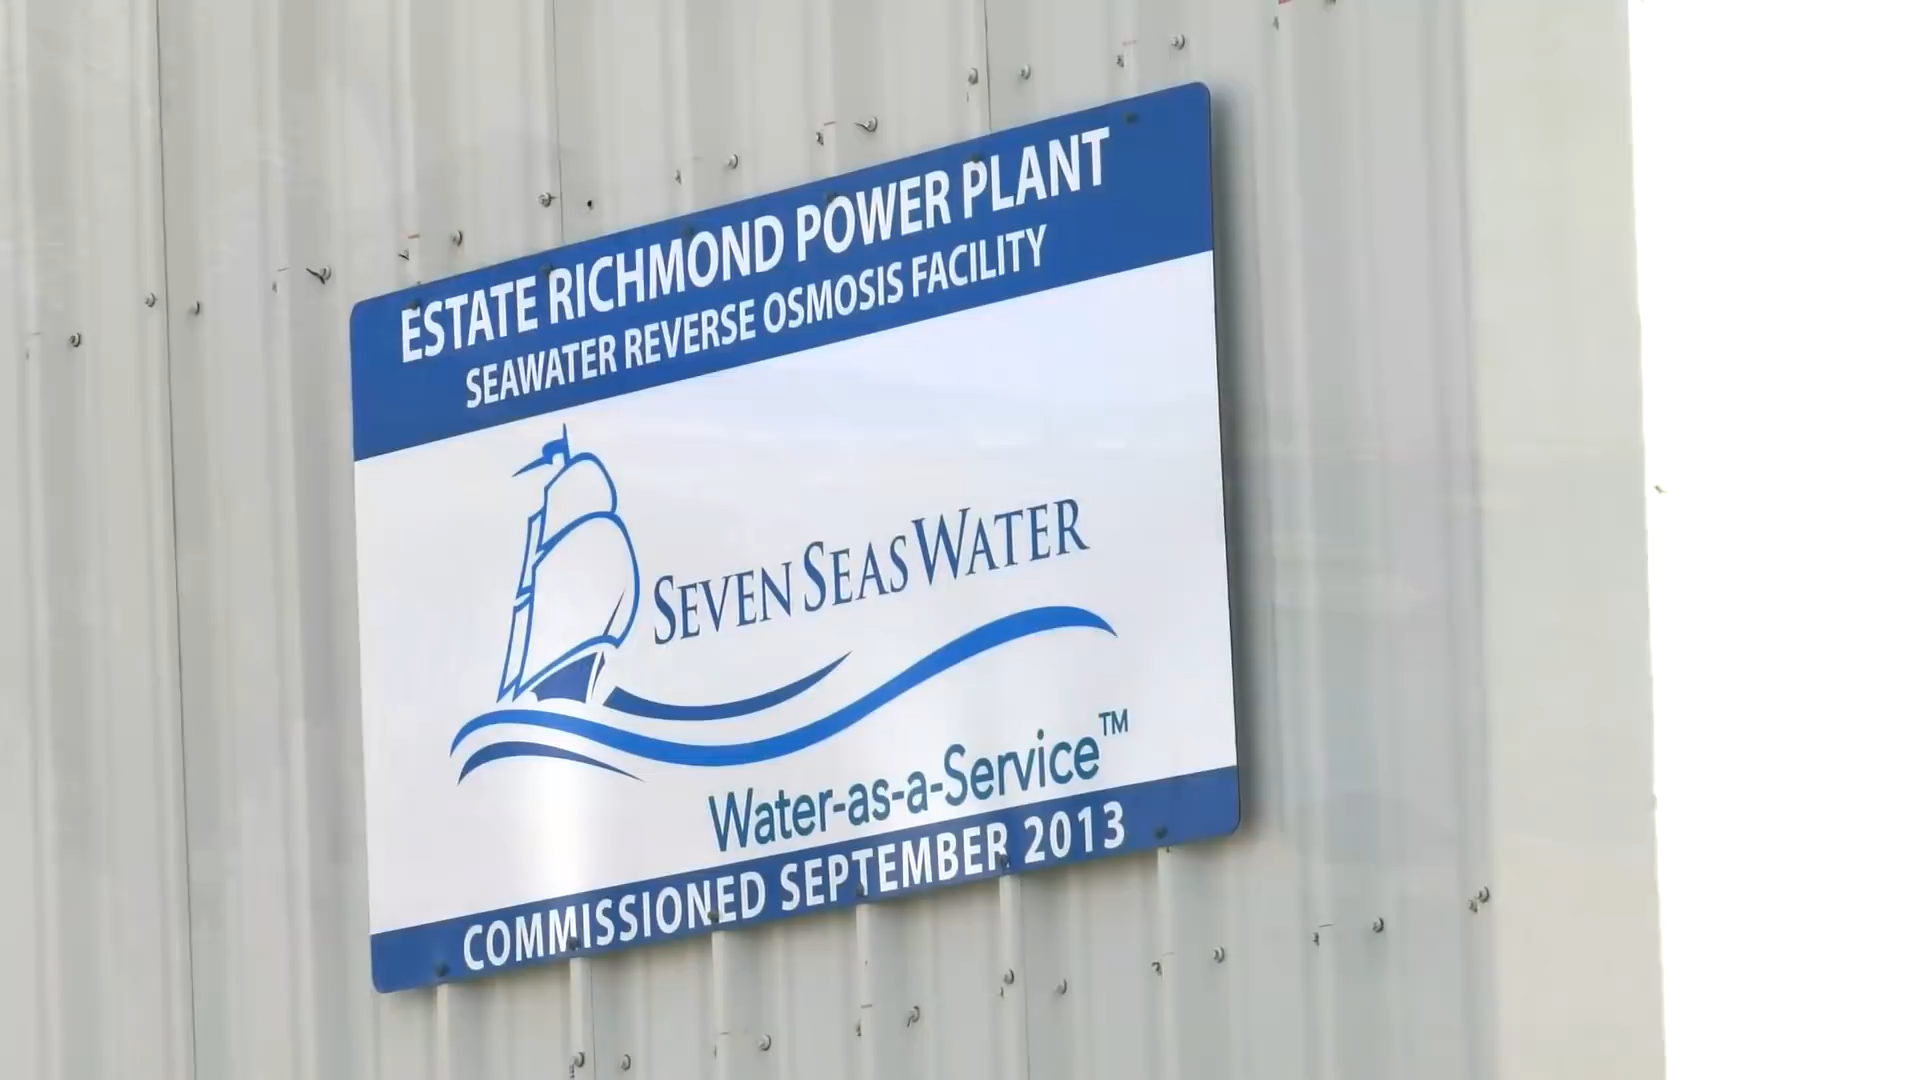 ESTATE RICHMOND POWER PLANT
SEAWATER REVERSE OSMOSIS FACILITY
SEVEN SEAS WATER
Water-as-a-Service™
COMMISSIONED SEPTEMBER 2013